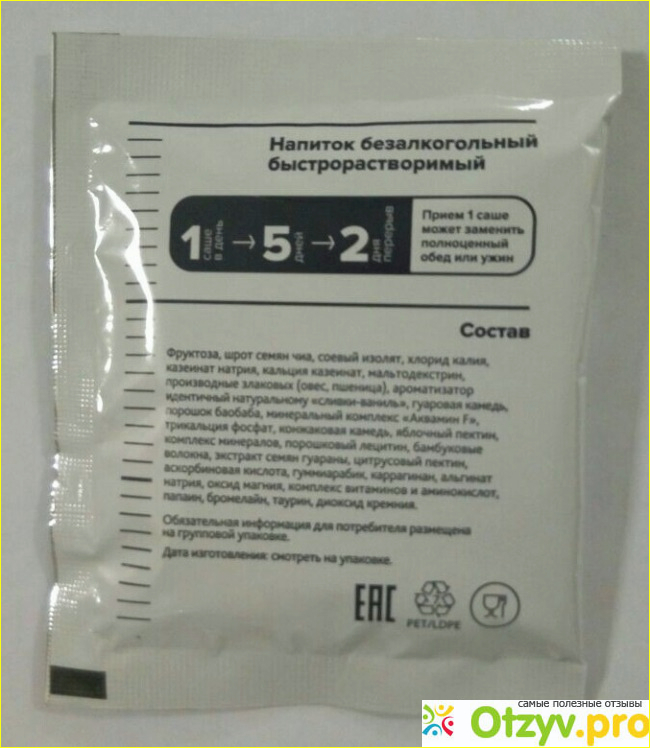 Напиток безалкогольный
быстрорастворимый
1 саше в день → 5 дней → 2 дня перерыв
Прием 1 саше
может заменить
полноценный
обед или ужин
Состав
Фруктоза, шрот семян чиа, соевый изолят, хлорид калия,
казеинат натрия, кальция казеинат, мальтодекстрин,
производные злаковых (овес, пшеница), ароматизатор
идентичный натуральному «сливки-ваниль», гуаровая камедь,
порошок баобаба, минеральный комплекс «Аквамин F»,
трикальция фосфат, конжаковая камедь, яблочный пектин,
комплекс минералов, порошковый лецитин, бамбуковые
волокна, экстракт семян гуараны, цитрусовый пектин,
аскорбиновая кислота, гуммиарабик, каррагинан, альгинат
натрия, оксид магния, комплекс витаминов и аминокислот,
папаин, бромелайн, таурин, диоксид кремния.
Обязательная информация для потребителя размещена
на групповой упаковке.
Дата изготовления: смотреть на упаковке.
EAC
7
PET/LDPE
самые полезные отзывы
Otzyv.pro